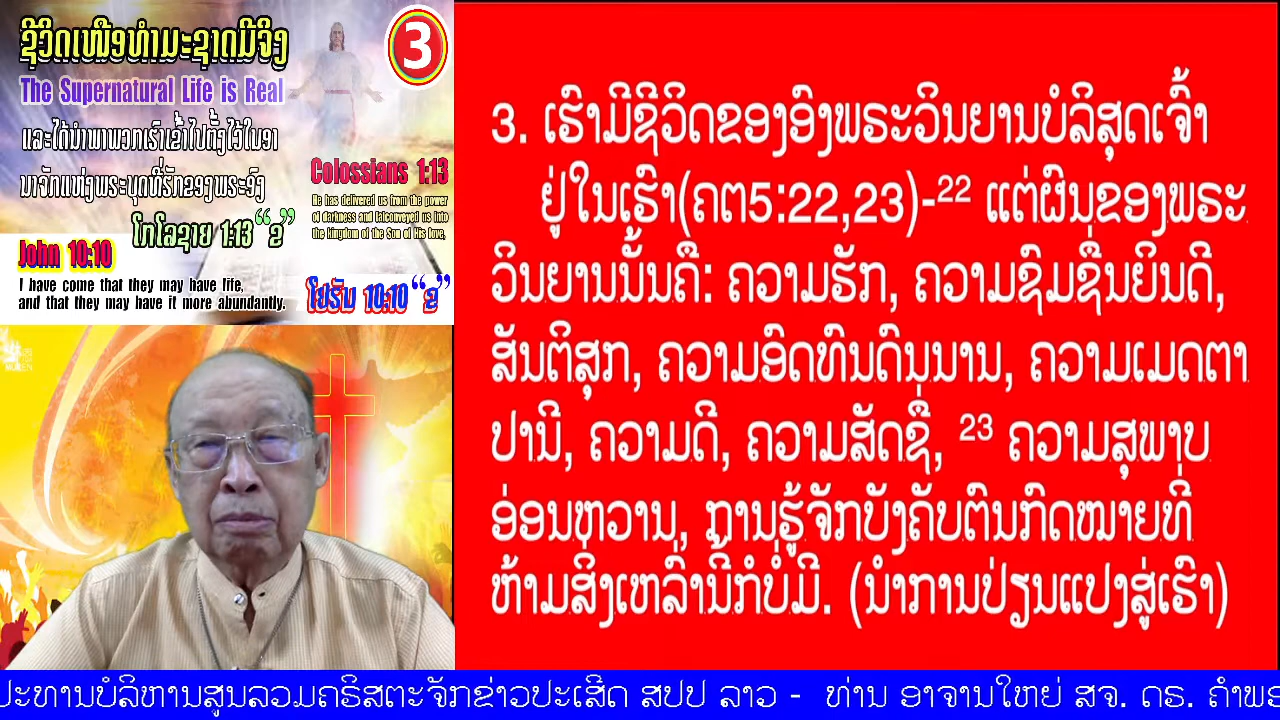 ຊີວິດເໜືອທຳມະຊາດມີຈິງ
3
The Supernatural Life is Real
ແລະໄດ້ນຳພາພວກເຮົາເຂົ້າໄປຕັ້ງໄວ້ໃນອາ
ນາຈັກແຫ່ງພຣະບຸດທີ່ຮັກຂອງພຣະອົງ
ໂກໂລຊາຍ 1:13 “ຂ”
Colossians 1:13
He has delivered us from the power
of darkness and
us into
the kingdom of the Son of His love,
John 10:10
I have come that they may have life,
and that they may have it more abundantly.
ໂຢຮັນ 10:10 “ຂ”
3. ເຮົາມີຊີວິດຂອງອົງພຣະວິນຍານບໍລິສຸດເຈົ້າ
ຢູ່ໃນເຮົາ(ຄຕ5:22,23)-²² ແຕ່ຜົນຂອງພຣະ
ວິນຍານນັ້ນຄື: ຄວາມຮັກ, ຄວາມຊົມຊື່ນຍິນດີ,
ສັນຕິສຸກ, ຄວາມອົດທົນດົນນານ, ຄວາມເມດຕາ
ປານີ, ຄວາມດີ, ຄວາມສັດຊື່, ²³ ຄວາມສຸພາບ
ອ່ອນຫວານ, ການຮູ້ຈັກບັງຄັບຕົນກົດໝາຍທີ່
ຫ້າມສິ່ງເຫລົ່ານີ້ກໍບໍ່ມີ. (ນຳການປ່ຽນແປງສູ່ເຮົາ)
ປະທານບໍລິຫານສູນລວມຄຣິສຕະຈັກຂ່າວປະເສີດ ສປປ ລາວ - ທ່ານ ອາຈານໃຫຍ່ ສຈ. ດຣ. ຄຳພອ